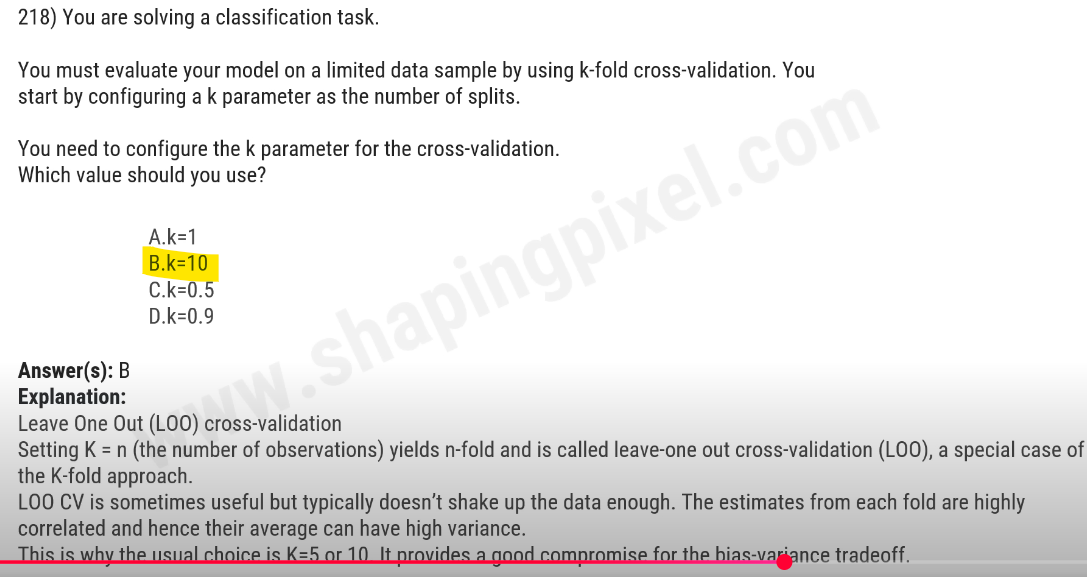 218) You are solving a classification task.
You must evaluate your model on a limited data sample by using k-fold cross-validation. You
start by configuring a k parameter as the number of splits.
You need to configure the k parameter for the cross-validation.
Which value should you use?
A.k=1
B.k=10
C.k=0.5
D.k=0.9
Answer(s): B
Explanation:
Leave One Out (LOO) cross-validation
Setting K = n (the number of observations) yields n-fold and is called leave-one out cross-validation (LOO), a special case of
the K-fold approach.
LOO CV is sometimes useful but typically doesn't shake up the data enough. The estimates from each fold are highly
correlated and hence their average can have high variance.
This is why the usual choice is K=5 or 10. It provides a good compromise for the bias-variance tradeoff.
www.shapingpixel.com